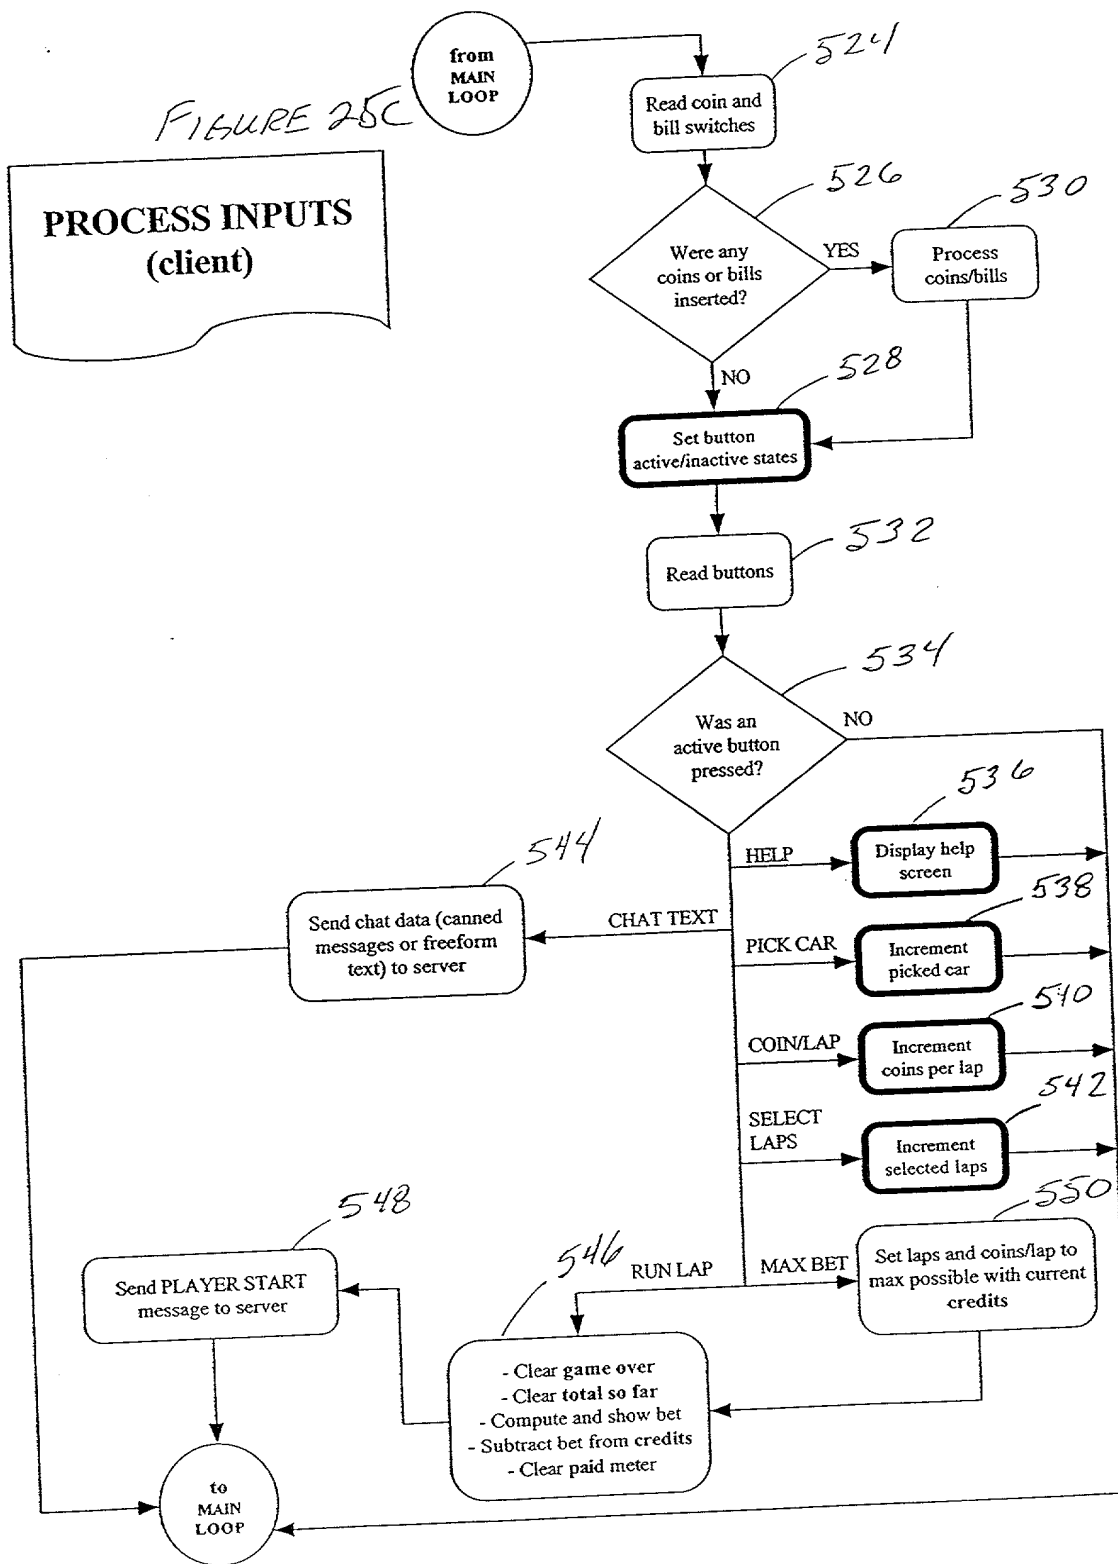 from
MAIN
LOOP
524
Read coin and
bill switches
FIGURE 25C
PROCESS INPUTS
(client)
526
530
Were any
coins or bills
inserted?
YES
Process
coins/bills
NO
528
Set button
active/inactive states
532
Read buttons
534
Was an
active button
pressed?
NO
536
HELP
Display help
screen
544
Send chat data (canned
messages or freeform
text) to server
CHAT TEXT
538
PICK CAR
Increment
picked car
540
COIN/LAP
Increment
coins per lap
542
SELECT
LAPS
Increment
selected laps
548
550
Send PLAYER START
message to server
546
RUN LAP
MAX BET
Set laps and coins/lap to
max possible with current
credits
- Clear game over
- Clear total so far
- Compute and show bet
- Subtract bet from credits
- Clear paid meter
to
MAIN
LOOP